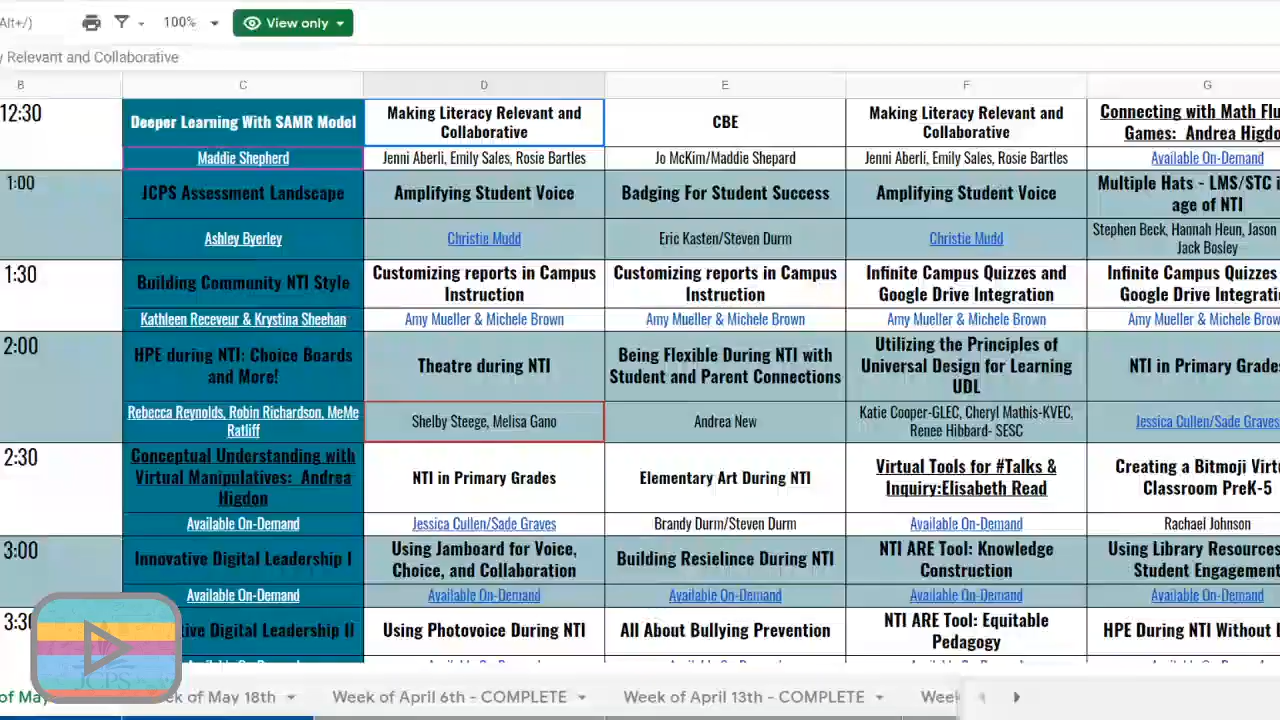 Alt+/)
100%
View only
Relevant and Collaborative
B
C
D
E
F
G
12:30
Deeper Learning With SAMR Model
Making Literacy Relevant and
Collaborative
CBE
Making Literacy Relevant and
Collaborative
Connecting with Math Flu
Games: Andrea Higdo
Maddie Shepherd
Jenni Aberli, Emily Sales, Rosie Bartles
Jo McKim/Maddie Shepard
Jenni Aberli, Emily Sales, Rosie Bartles
Available On-Demand
1:00
JCPS Assessment Landscape
Amplifying Student Voice
Badging For Student Success
Amplifying Student Voice
Multiple Hats - LMS/STC i
age of NTI
Ashley Byerley
Christie Mudd
Eric Kasten/Steven Durm
Christie Mudd
Stephen Beck, Hannah Heun, Jason
Jack Bosley
1:30
Building Community NTI Style
Customizing reports in Campus
Instruction
Customizing reports in Campus
Instruction
Infinite Campus Quizzes and
Google Drive Integration
Infinite Campus Quizzes
Google Drive Integrati
Kathleen Receveur & Krystina Sheehan
Amy Mueller & Michele Brown
Amy Mueller & Michele Brown
Amy Mueller & Michele Brown
Amy Mueller & Michele Brow
2:00
HPE during NTI: Choice Boards
and More!
Theatre during NTI
Being Flexible During NTI with
Student and Parent Connections
Utilizing the Principles of
Universal Design for Learning
UDL
NTI in Primary Grades
Rebecca Reynolds, Robin Richardson, MeMe
Ratliff
Shelby Steege, Melisa Gano
Andrea New
Katie Cooper-GLEC, Cheryl Mathis-KVEC,
Renee Hibbard- SESC
Jessica Cullen/Sade Graves
2:30
Conceptual Understanding with
Virtual Manipulatives: Andrea
Higdon
NTI in Primary Grades
Elementary Art During NTI
Virtual Tools for #Talks &
Inquiry:Elisabeth Read
Creating a Bitmoji Virtu
Classroom PreK-5
Available On-Demand
Jessica Cullen/Sade Graves
Brandy Durm/Steven Durm
Available On-Demand
Rachael Johnson
3:00
Innovative Digital Leadership I
Using Jamboard for Voice,
Choice, and Collaboration
Building Resielince During NTI
NTI ARE Tool: Knowledge
Construction
Using Library Resources
Student Engagement
Available On-Demand
Available On-Demand
Available On-Demand
Available On-Demand
Available On-Demand
3:30
tive Digital Leadership II
Using Photovoice During NTI
All About Bullying Prevention
NTI ARE Tool: Equitable
Pedagogy
HPE During NTI Without
JCPS
of May
k of May 18th
Week of April 6th - COMPLETE
Week of April 13th - COMPLETE
Week